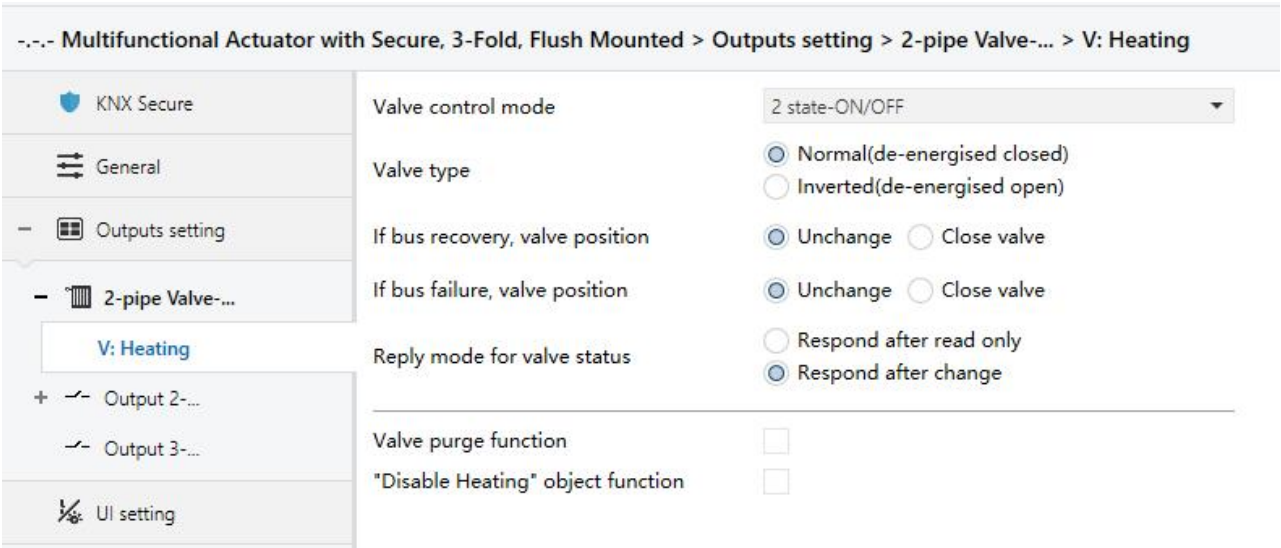 -.-.- Multifunctional Actuator with Secure, 3-Fold, Flush Mounted > Outputs setting > 2-pipe Valve-... > V: Heating
KNX Secure
General
Outputs setting
2-pipe Valve-...
V: Heating
Output 2-...
Output 3-...
UI setting
Valve control mode
2 state-ON/OFF
Valve type
Normal(de-energised closed)
Inverted(de-energised open)
If bus recovery, valve position
Unchange Close valve
If bus failure, valve position
Unchange Close valve
Reply mode for valve status
Respond after read only
Respond after change
Valve purge function
"Disable Heating" object function